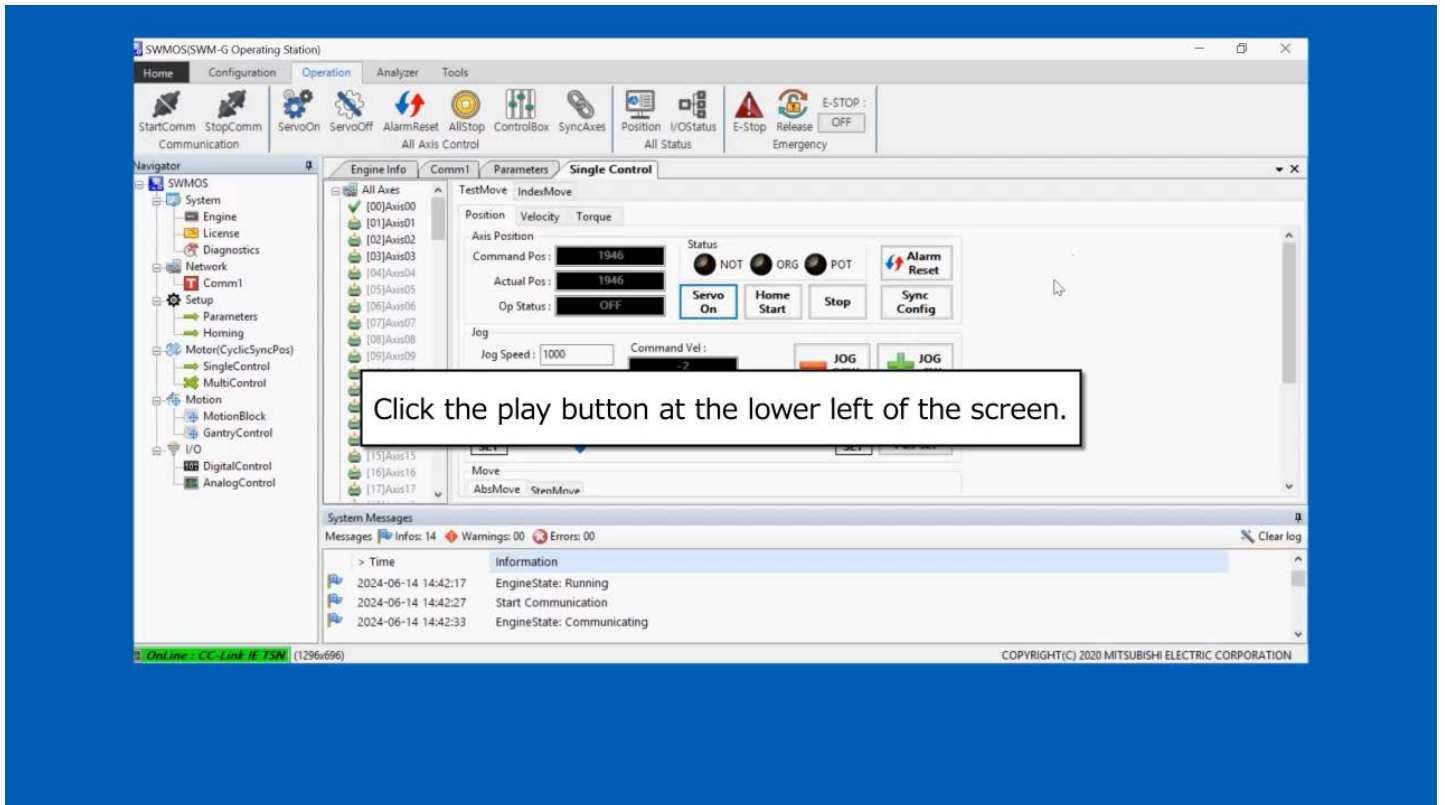 SWMOS(SWM-G Operating Station)
Home Configuration Operation Analyzer Tools
StartComm StopComm ServoOn ServoOff AlarmReset AllStop ControlBox SyncAxes Position I/OStatus E-Stop Release E-STOP : OFF
Communication All Axis Control All Status Emergency
Navigator
SWMOS
System
Engine
License
Diagnostics
Network
Comm1
Setup
Parameters
Homing
Motor(CyclicSyncPos)
SingleControl
MultiControl
Motion
MotionBlock
GantryControl
I/O
DigitalControl
AnalogControl
Engine Info Comm1 Parameters Single Control
All Axes
[00]Axis00
[01]Axis01
[02]Axis02
[03]Axis03
[04]Axis04
[05]Axis05
[06]Axis06
[07]Axis07
[08]Axis08
[09]Axis09
[15]Axis15
[16]Axis16
[17]Axis17
TestMove IndexMove
Position Velocity Torque
Axis Position
Command Pos : 1946
Actual Pos : 1946
Op Status : OFF
Status
NOT ORG POT
Alarm Reset
Servo On Home Start Stop Sync Config
Jog
Jog Speed : 1000
Command Vel :
-2
JOG JOG
Click the play button at the lower left of the screen.
SET SET
Move
AbsMove StepMove
System Messages
Messages Infos: 14 Warnings: 00 Errors: 00 Clear log
> Time Information
2024-06-14 14:42:17 EngineState: Running
2024-06-14 14:42:27 Start Communication
2024-06-14 14:42:33 EngineState: Communicating
OnLine : CC-Link IE TSN (1296x696) COPYRIGHT(C) 2020 MITSUBISHI ELECTRIC CORPORATION